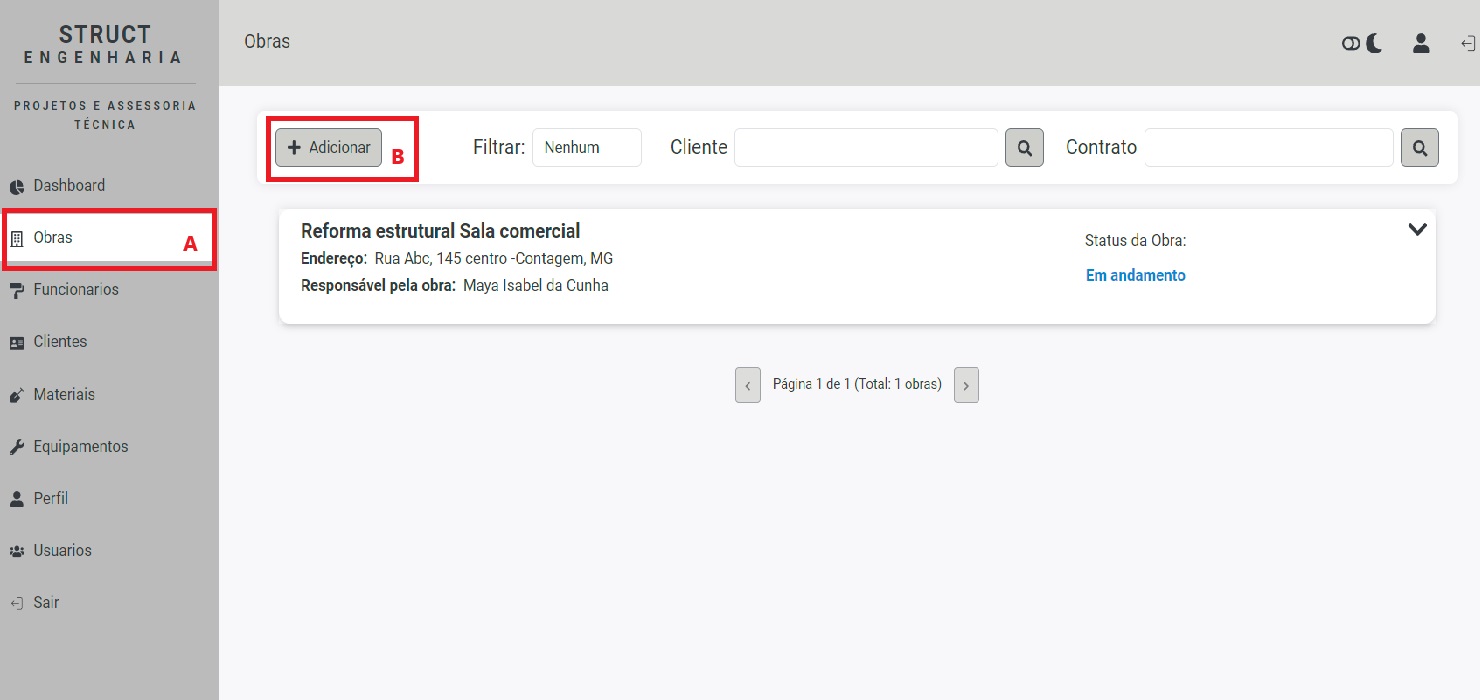 STRUCT
ENGENHARIA
PROJETOS E ASSESSORIA
TÉCNICA
Dashboard
Obras
A
Funcionarios
Clientes
Materiais
Equipamentos
Perfil
Usuarios
Sair
Obras
Adicionar
B
Filtrar: Nenhum Cliente Contrato
Reforma estrutural Sala comercial
Endereço: Rua Abc, 145 centro -Contagem, MG
Responsável pela obra: Maya Isabel da Cunha
Status da Obra:
Em andamento
Página 1 de 1 (Total: 1 obras)